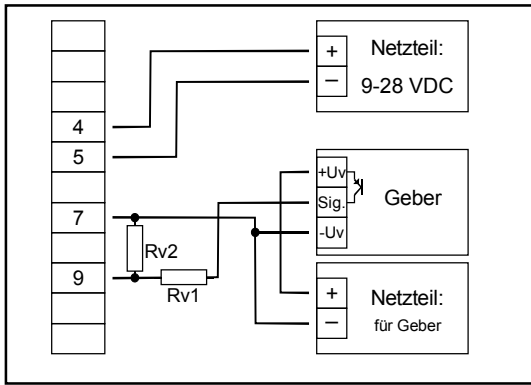 +
Netzteil:
–
9-28 VDC
4
5
+Uv
Sig.
Geber
-Uv
7
Rv2
9
Rv1
+
Netzteil:
–
für Geber